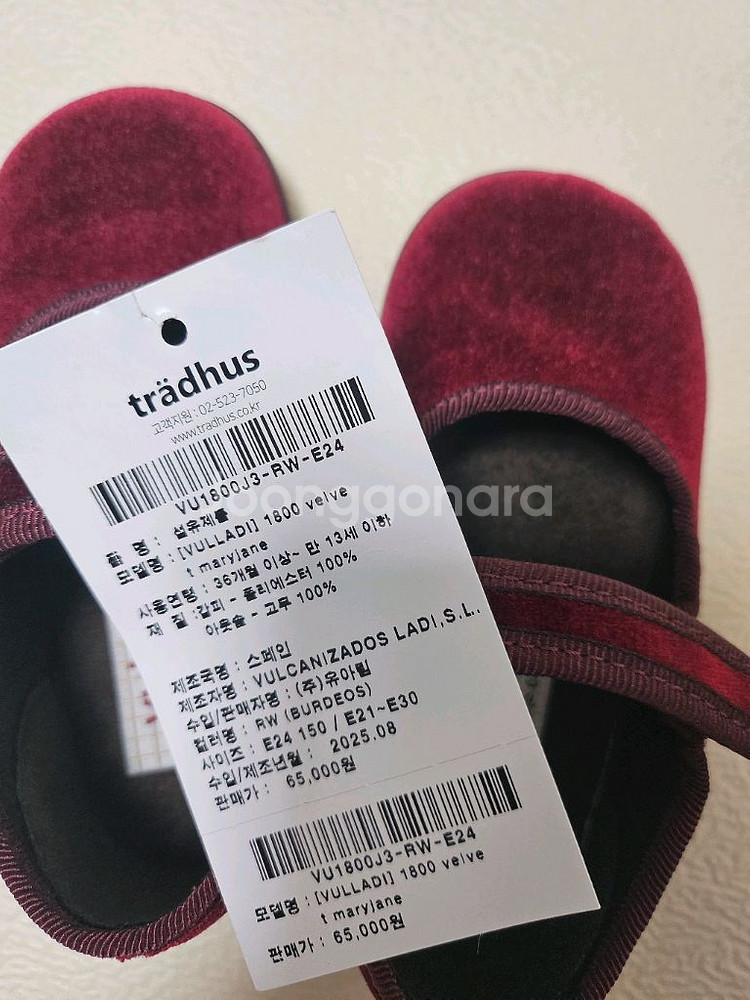 trädhus
고객지원 : 02-523-7050
www.tradhus.co.kr
VU1800J3-RW-E24
품 명 : 섬유제품
모델명 : [VULLADI] 1800 velve
t maryjane
사용연령 : 36개월 이상~ 만 13세 이하
재 질 : 갑피 - 폴리에스터 100%
아웃솔 - 고무 100%
제조국명 : 스페인
제조자명 : VULCANIZADOS LADI,S.L.
수입/판매자명 : (주)유아림
컬러명 : RW (BURDEOS)
사이즈 : E24 150 / E21~E30
수입/제조년월 : 2025.08
판매가 : 65,000원
VU1800J3-RW-E24
모델명 : [VULLADI] 1800 velve
t maryjane
판매가 : 65,000원
joonggonara